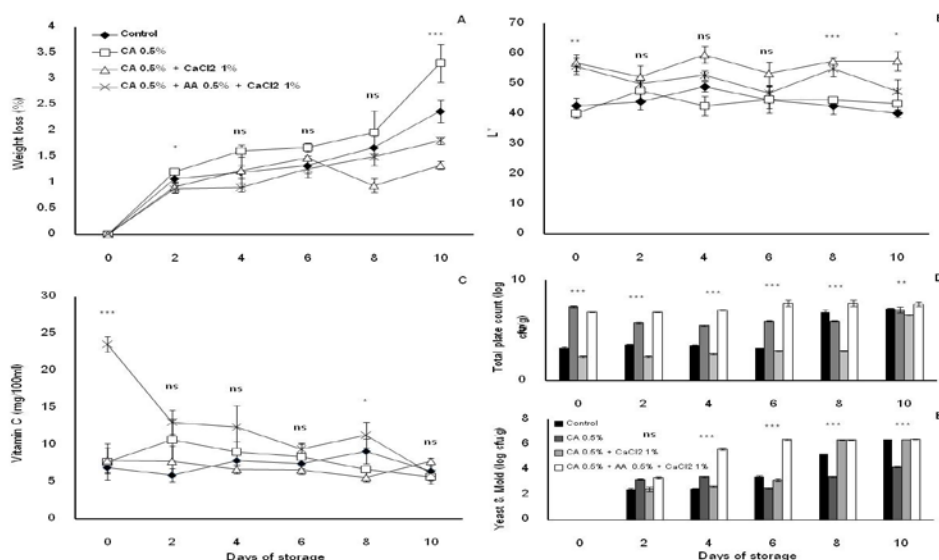 A
4
3.5
3
2.5
2
1.5
1
0.5
0
Weight loss (%)
Control
CA 0.5%
CA 0.5% + CaCl2 1%
CA 0.5% + AA 0.5% + CaCl2 1%
* ns ns ns ***
0 2 4 6 8 10
L*
70
60
50
40
30
20
10
0
** ns ns ns *** *
0 2 4 6 8 10
C
30
25
20
15
10
5
0
Vitamin C (mg/100ml)
*** ns ns ns * ns
0 2 4 6 8 10
Days of storage
D
10
5
0
Total plate count (log
*** *** *** *** *** **
0 2 4 6 8 10
8
6
4
2
0
Yeast & Mold (log cfu/g)
Control
CA 0.5%
CA 0.5% + CaCl2 1%
CA 0.5% + AA 0.5% + CaCl2 1%
ns *** *** *** ***
0 2 4 6 8 10
Days of storage